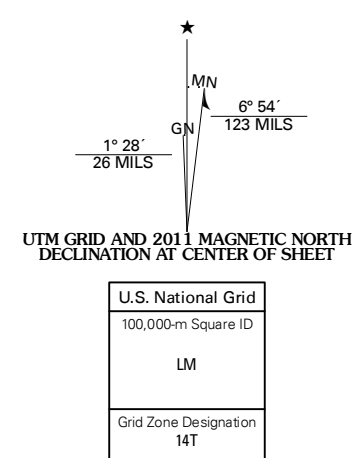 ★
MN
6° 54´
123 MILS
GN
1° 28´
26 MILS
UTM GRID AND 2011 MAGNETIC NORTH
DECLINATION AT CENTER OF SHEET
U.S. National Grid
100,000-m Square ID
LM
Grid Zone Designation
14T